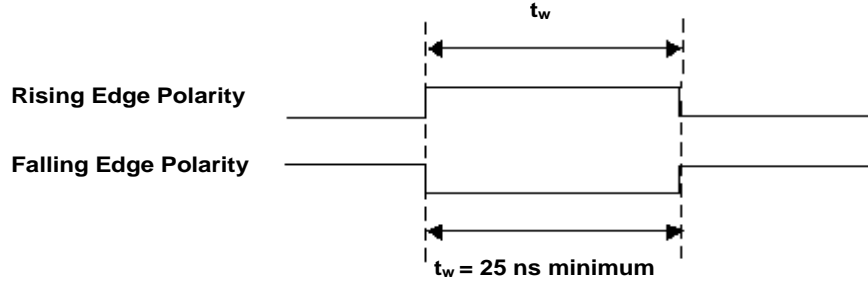 tw
Rising Edge Polarity
Falling Edge Polarity
tw = 25 ns minimum